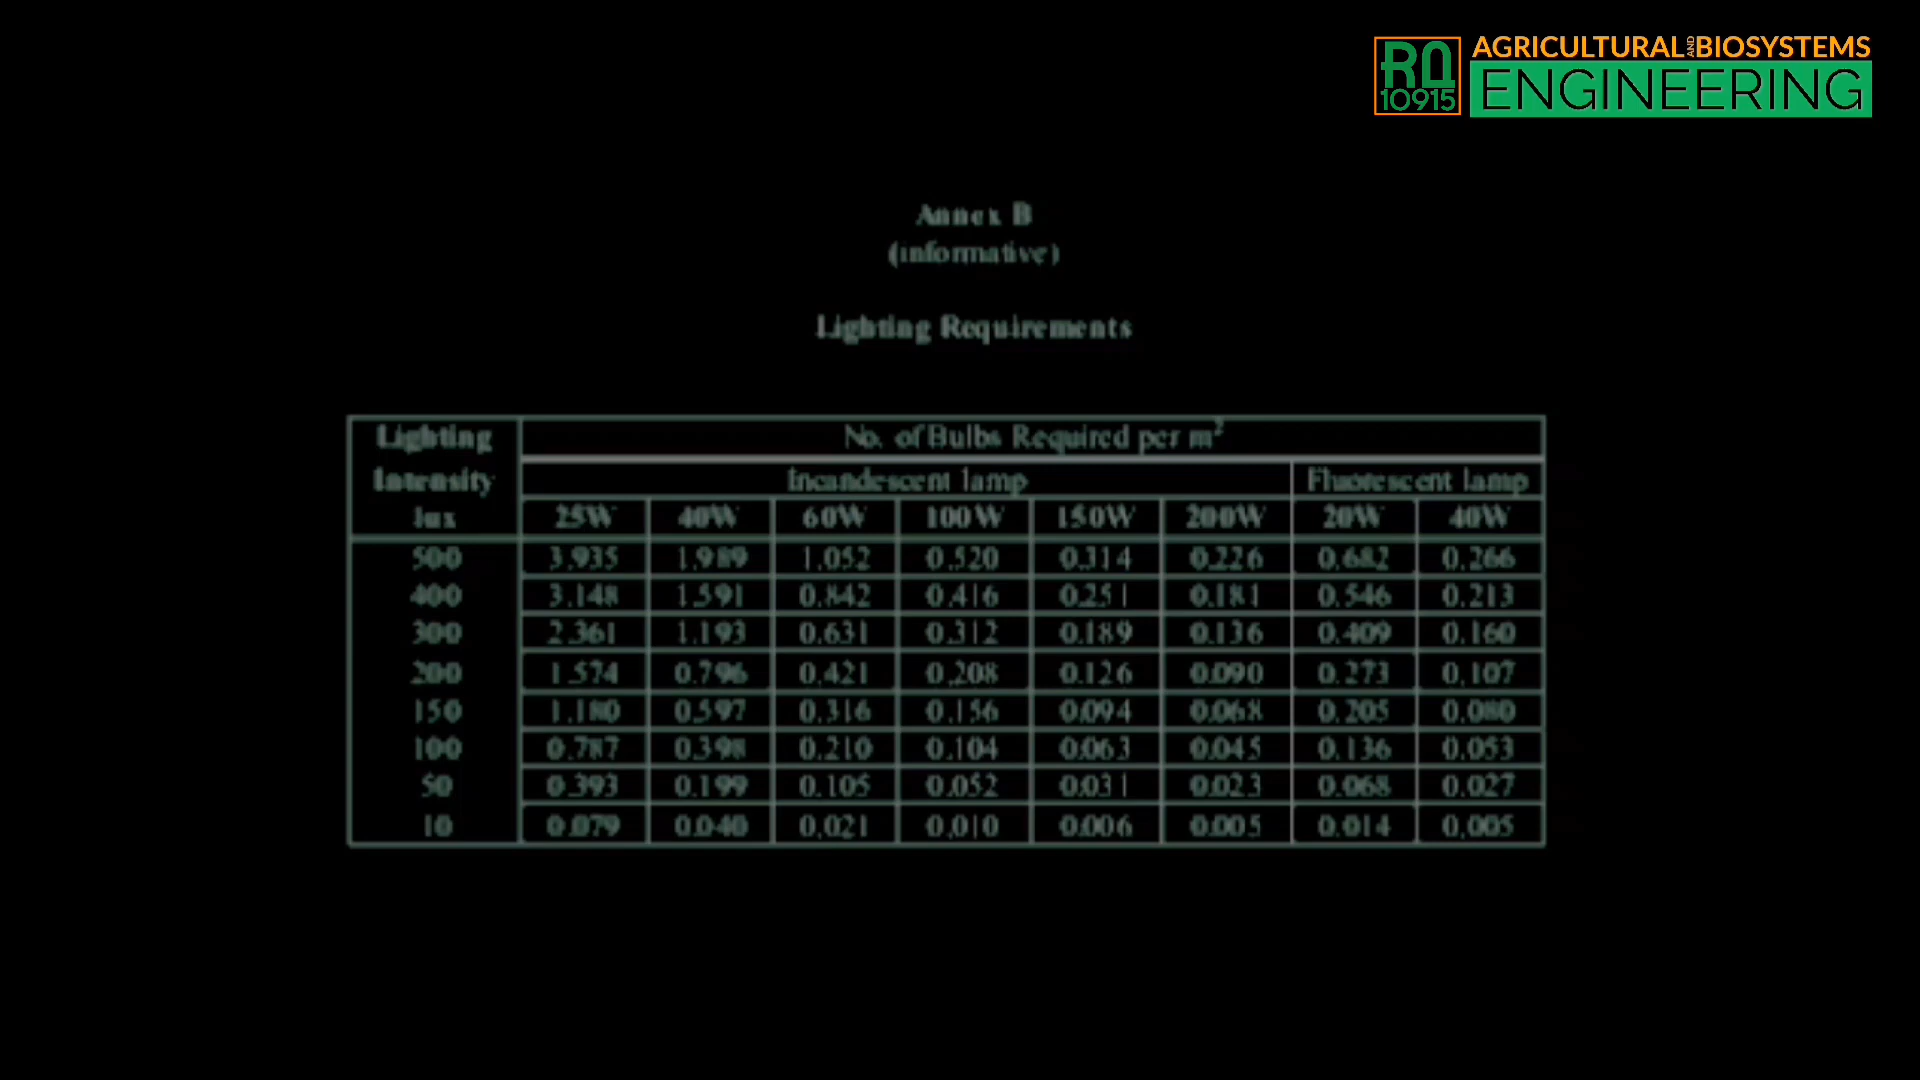 RA
10915
AGRICULTURAL AND BIOSYSTEMS
ENGINEERING
Annex B
(informative)
Lighting Requirements
Lighting Intensity lux
No. of Bulbs Required per m²
Incandescent lamp Fluorescent lamp
25W 40W 60W 100W 150W 200W 20W 40W
500 3.935 1.989 1.052 0.520 0.314 0.226 0.682 0.266
400 3.148 1.591 0.842 0.416 0.251 0.181 0.546 0.213
300 2.361 1.193 0.631 0.312 0.189 0.136 0.409 0.160
200 1.574 0.796 0.421 0.208 0.126 0.090 0.273 0.107
150 1.180 0.597 0.316 0.156 0.094 0.068 0.205 0.080
100 0.787 0.398 0.210 0.104 0.063 0.045 0.136 0.053
50 0.393 0.199 0.105 0.052 0.031 0.023 0.068 0.027
10 0.079 0.040 0.021 0.010 0.006 0.005 0.014 0.005